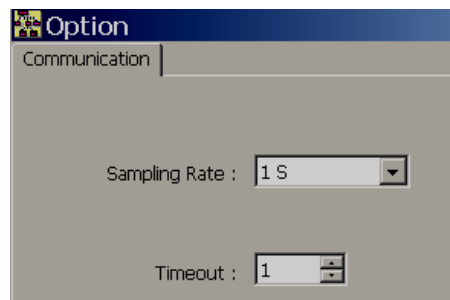 Option
Communication
Sampling Rate : 1 S
Timeout : 1